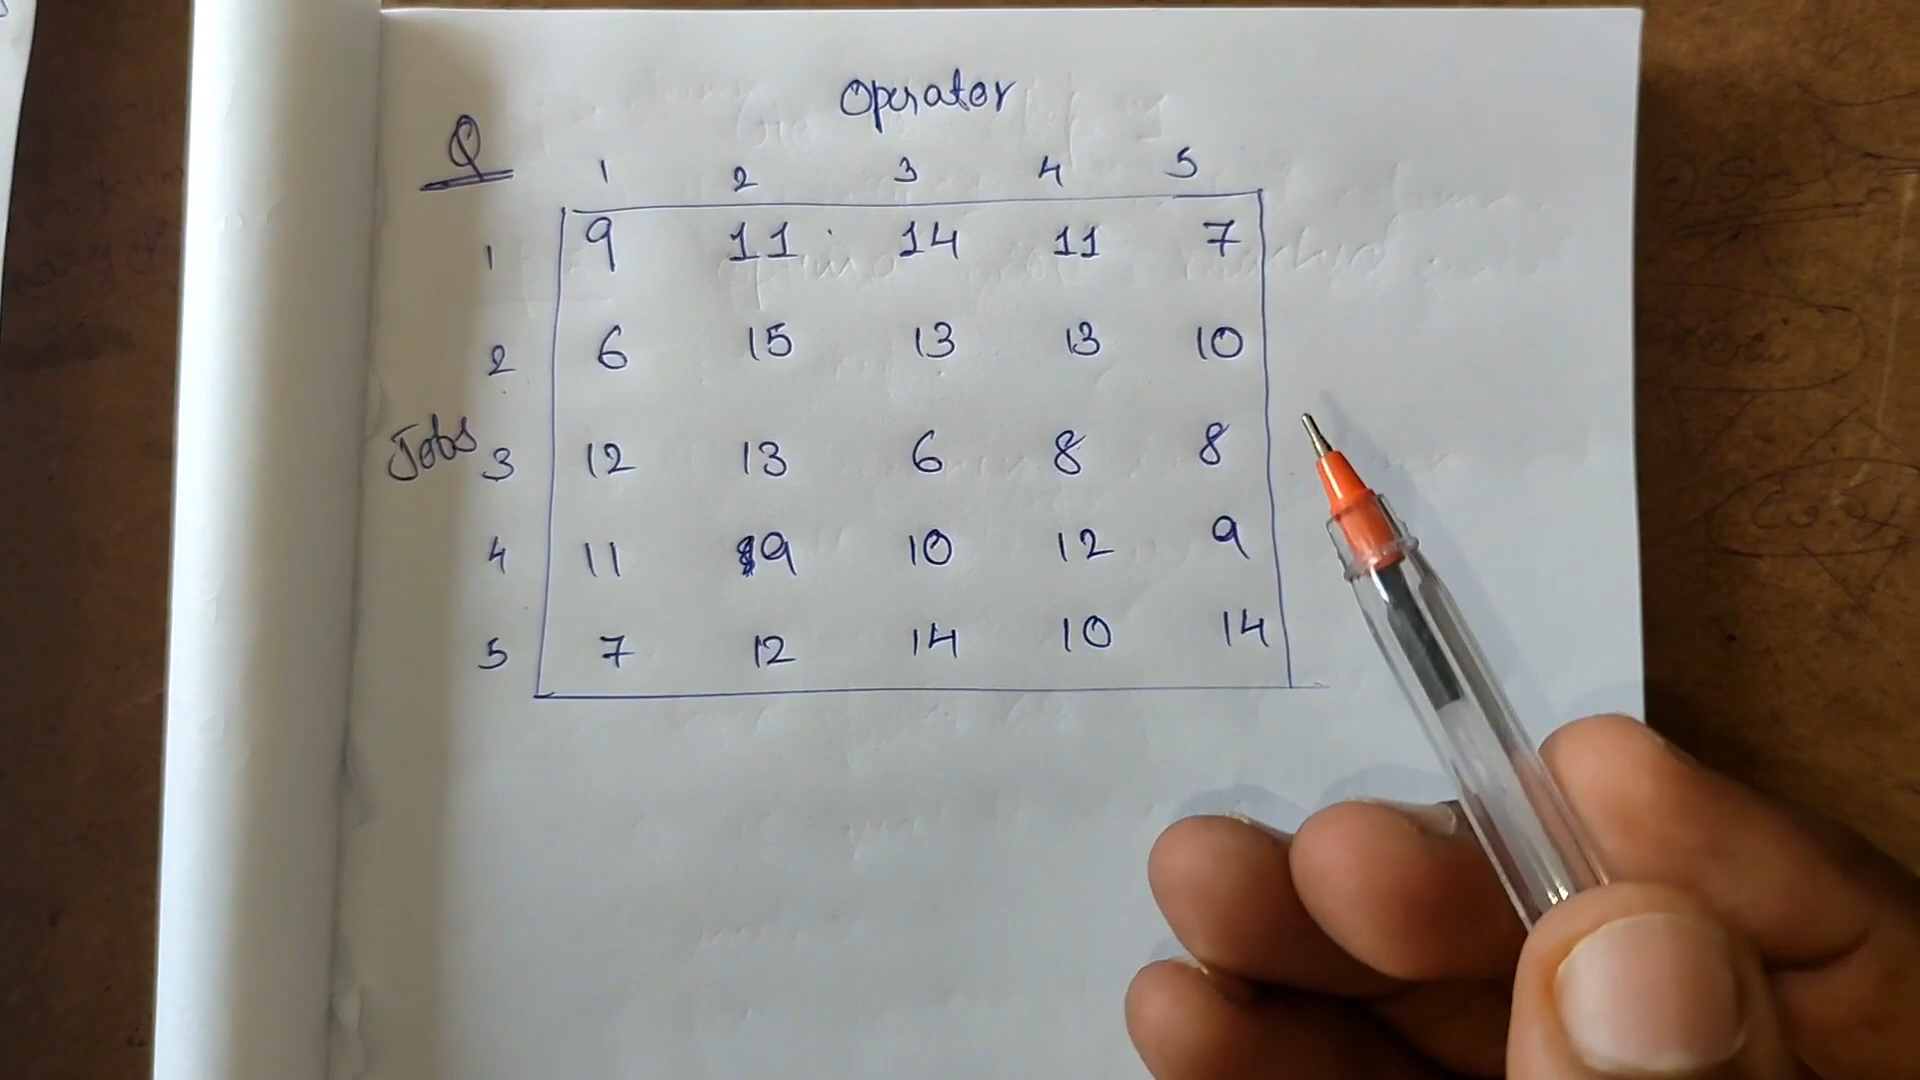 Operator
Q
1 2 3 4 5
1 9 11 14 11 7
2 6 15 13 13 10
Jobs 3 12 13 6 8 8
4 11 9 10 12 9
5 7 12 14 10 14